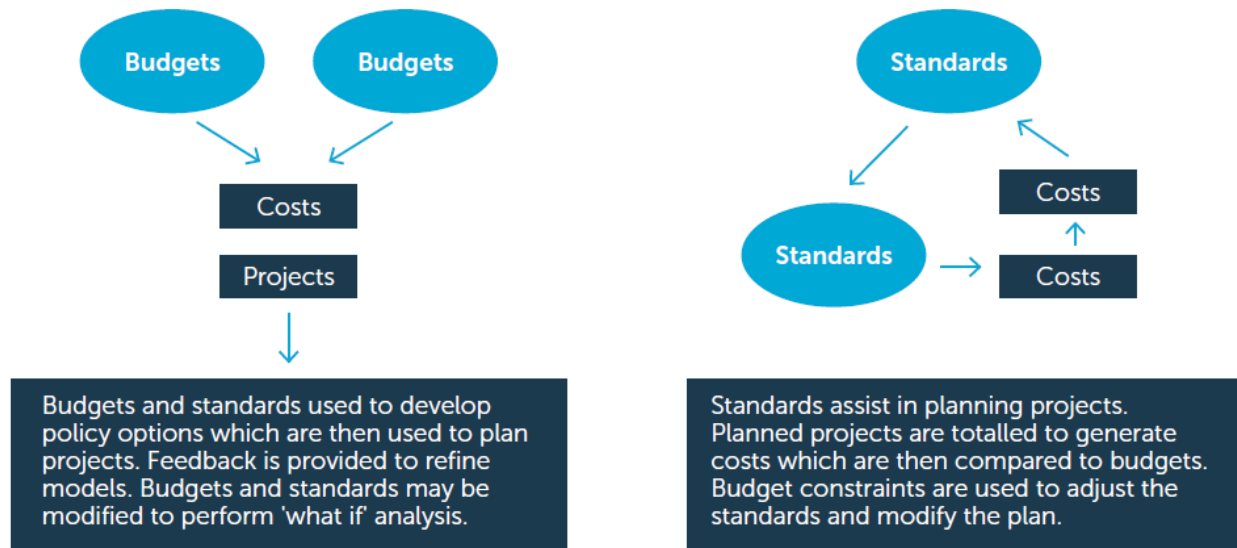 Budgets
Budgets
Costs
Projects
Budgets and standards used to develop
policy options which are then used to plan
projects. Feedback is provided to refine
models. Budgets and standards may be
modified to perform 'what if' analysis.
Standards
Costs
Standards
Costs
Standards assist in planning projects.
Planned projects are totalled to generate
costs which are then compared to budgets.
Budget constraints are used to adjust the
standards and modify the plan.